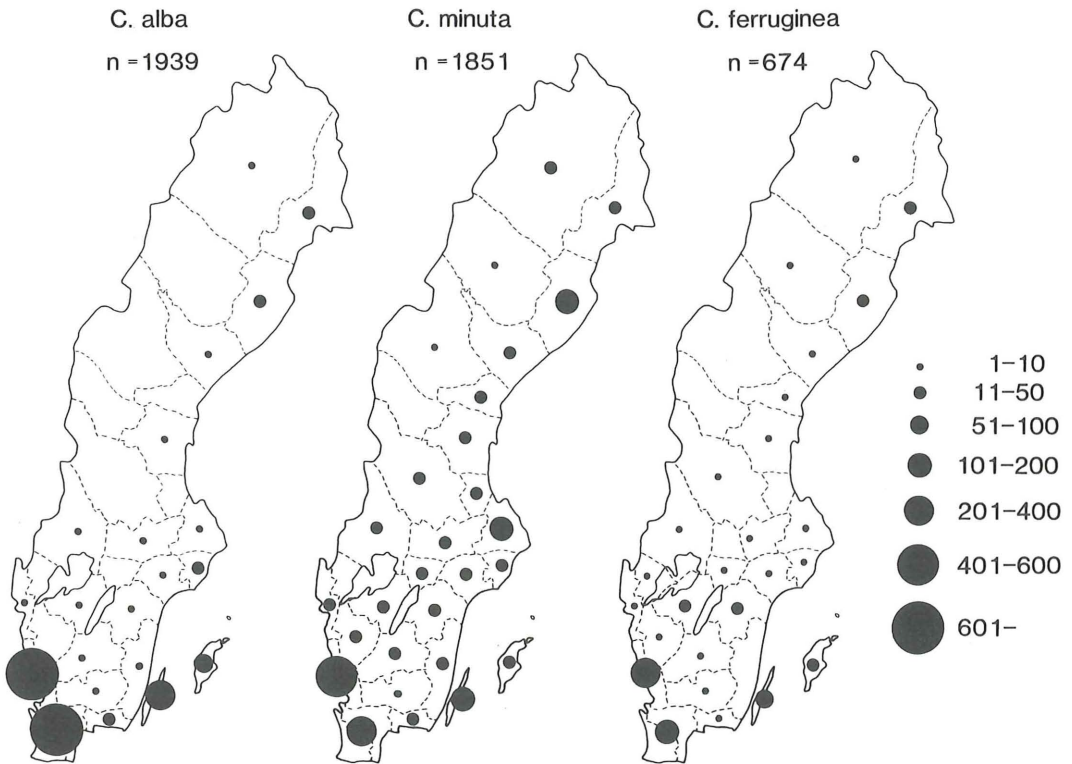 C. alba
n = 1939
C. minuta
n = 1851
C. ferruginea
n = 674
1–10
11–50
51–100
101–200
201–400
401–600
601–